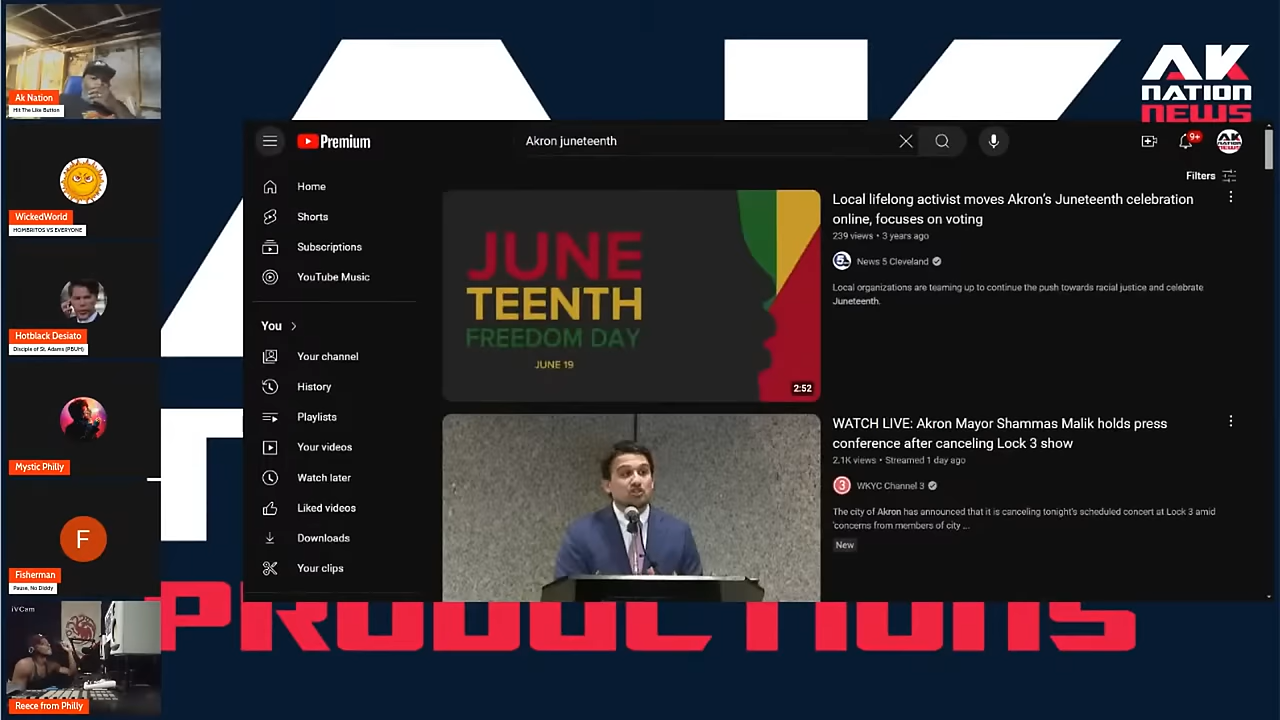 Ak Nation
Hit The Like Button
WickedWorld
HOMBRITOS VS EVERYONE
Hotblack Desiato
Disciple of St. Adams (PBUH)
Mystic Philly
F
Fisherman
Pause, No Diddy
iVCam
Reece from Philly
AK
NATION
NEWS
Premium
Akron juneteenth
9+
Filters
Home
Shorts
Subscriptions
YouTube Music
You
Your channel
History
Playlists
Your videos
Watch later
Liked videos
Downloads
Your clips
JUNE
TEENTH
FREEDOM DAY
JUNE 19
2:52
Local lifelong activist moves Akron's Juneteenth celebration
online, focuses on voting
239 views • 3 years ago
5
News 5 Cleveland
Local organizations are teaming up to continue the push towards racial justice and celebrate
Juneteenth.
WATCH LIVE: Akron Mayor Shammas Malik holds press
conference after canceling Lock 3 show
2.1K views • Streamed 1 day ago
3
WKYC Channel 3
The city of Akron has announced that it is canceling tonight's scheduled concert at Lock 3 amid
'concerns from members of city ...
New
PRODUCTIONS